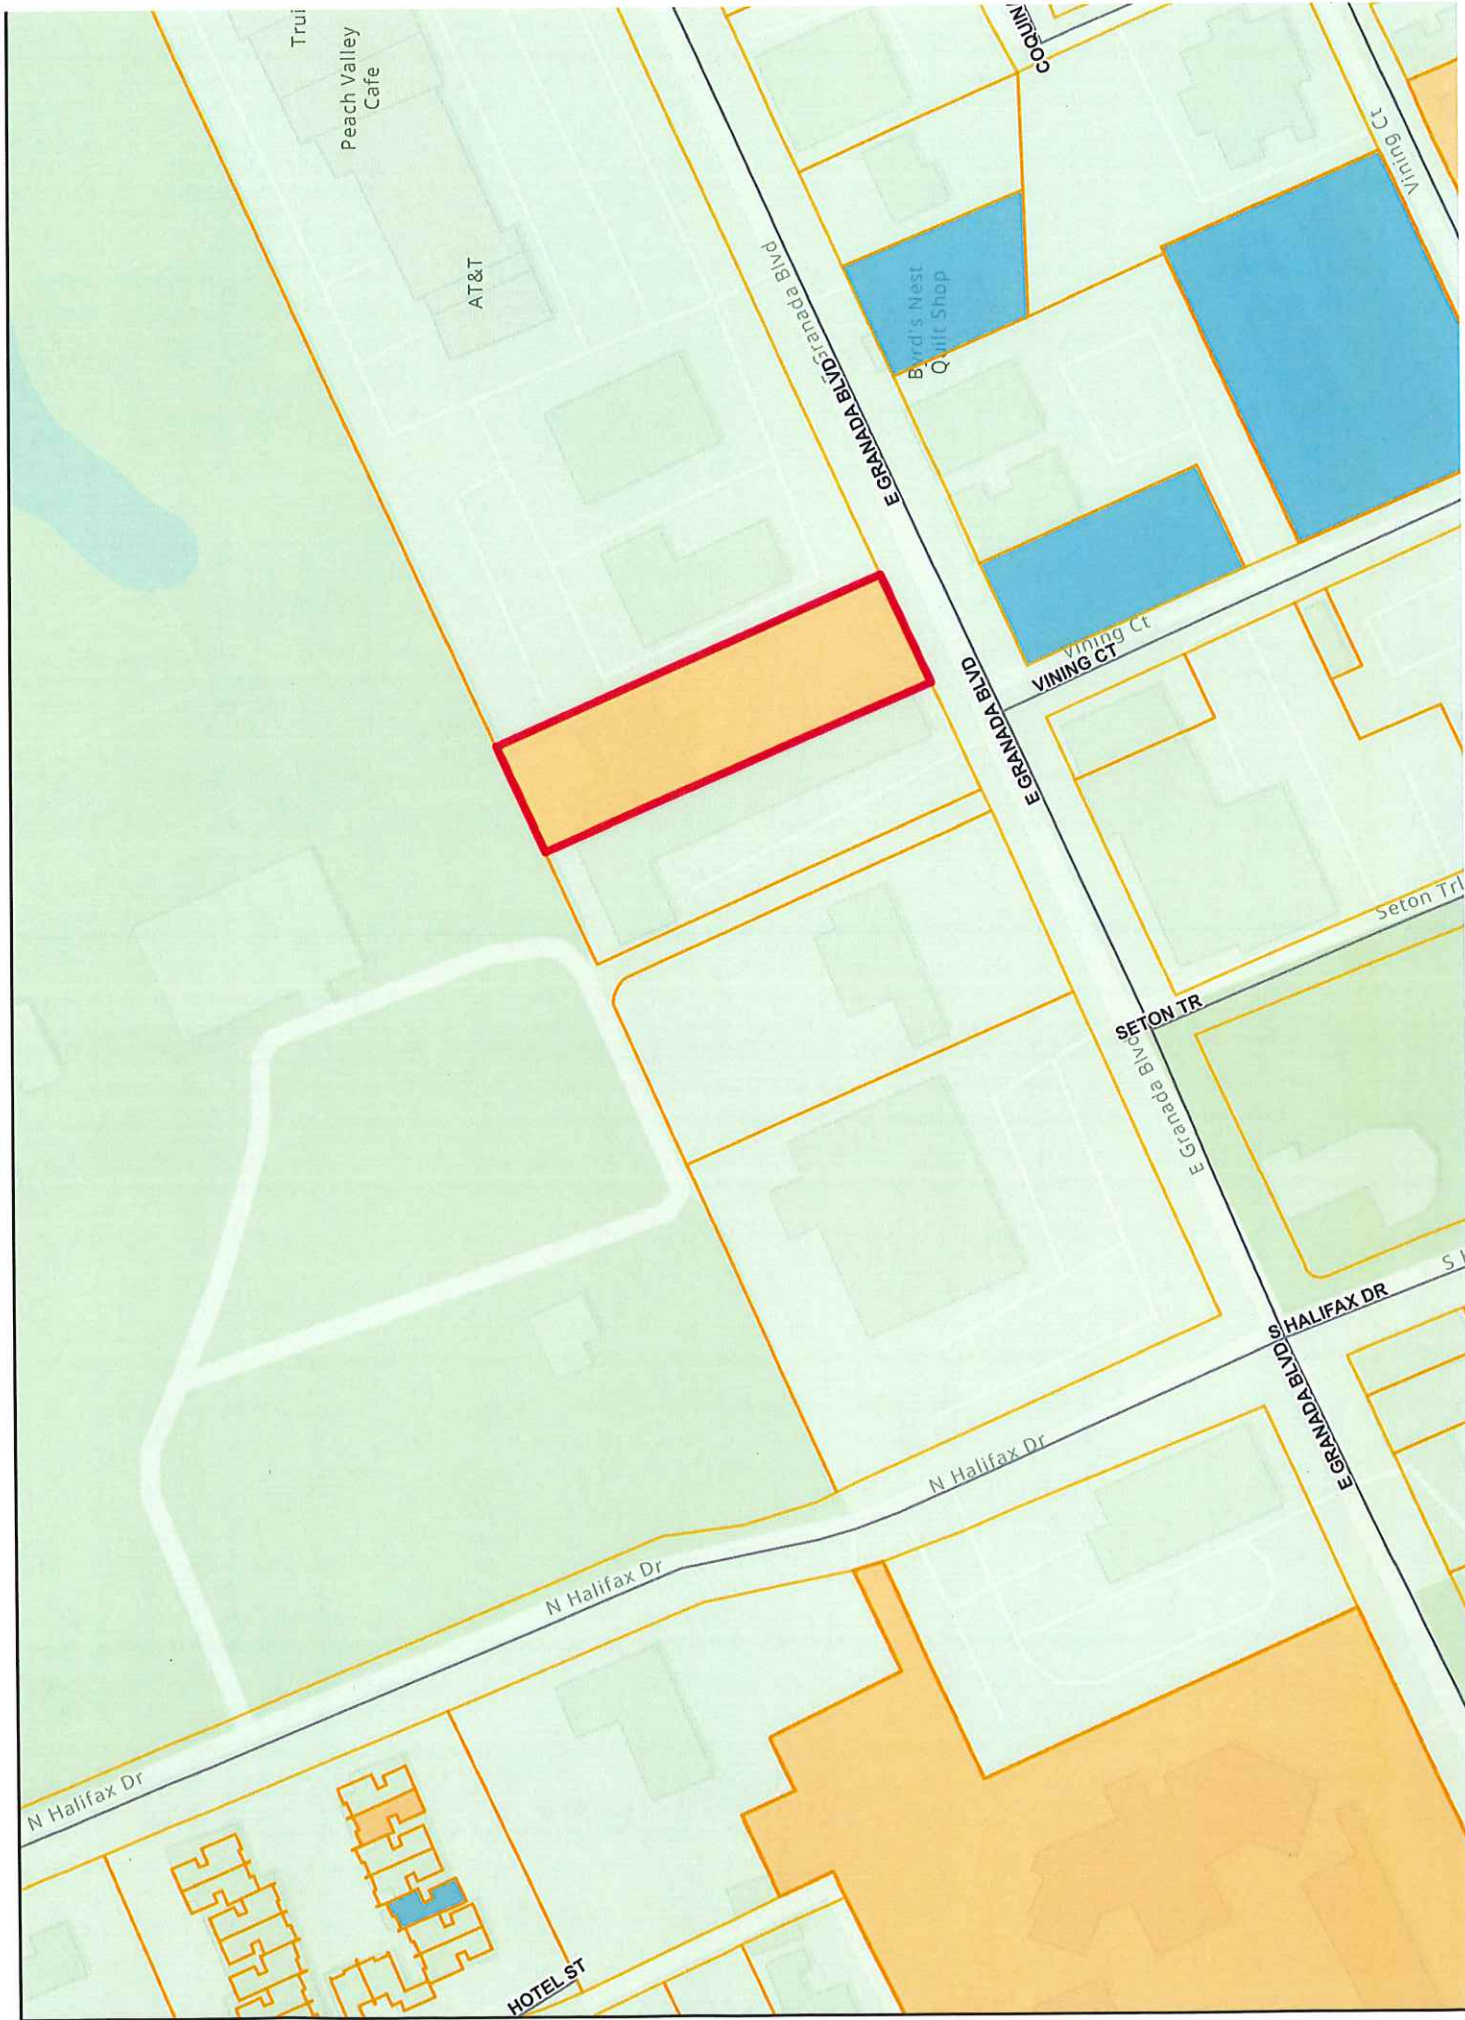 Trui
Peach Valley
Cafe
AT&T
COQUIN
Vining Ct
Granada Blvd
E GRANADA BLVD
Byrd's Nest
Quilt Shop
E GRANADA BLVD
E GRANADA BLVD
Vining Ct
VINING CT
Seton Trl
SETON TR
E Granada Blvd
S H
S HALIFAX DR
E GRANADA BLVD
N Halifax Dr
N Halifax Dr
N Halifax Dr
HOTEL ST